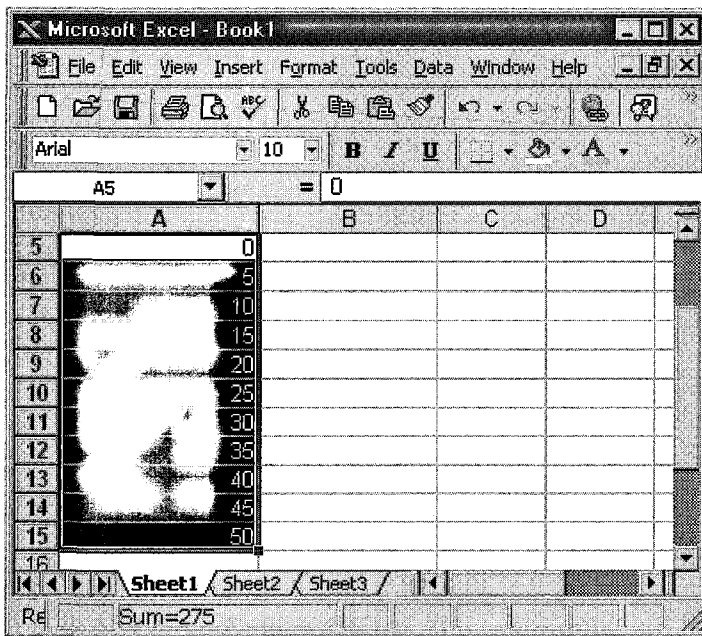 Microsoft Excel - Book1
File Edit View Insert Format Tools Data Window Help
ABC
Arial 10 B I U A
A5 = 0
A B C D
5 0
6 5
7 10
8 15
9 20
10 25
11 30
12 35
13 40
14 45
15 50
16
Sheet1 Sheet2 Sheet3
Re Sum=275